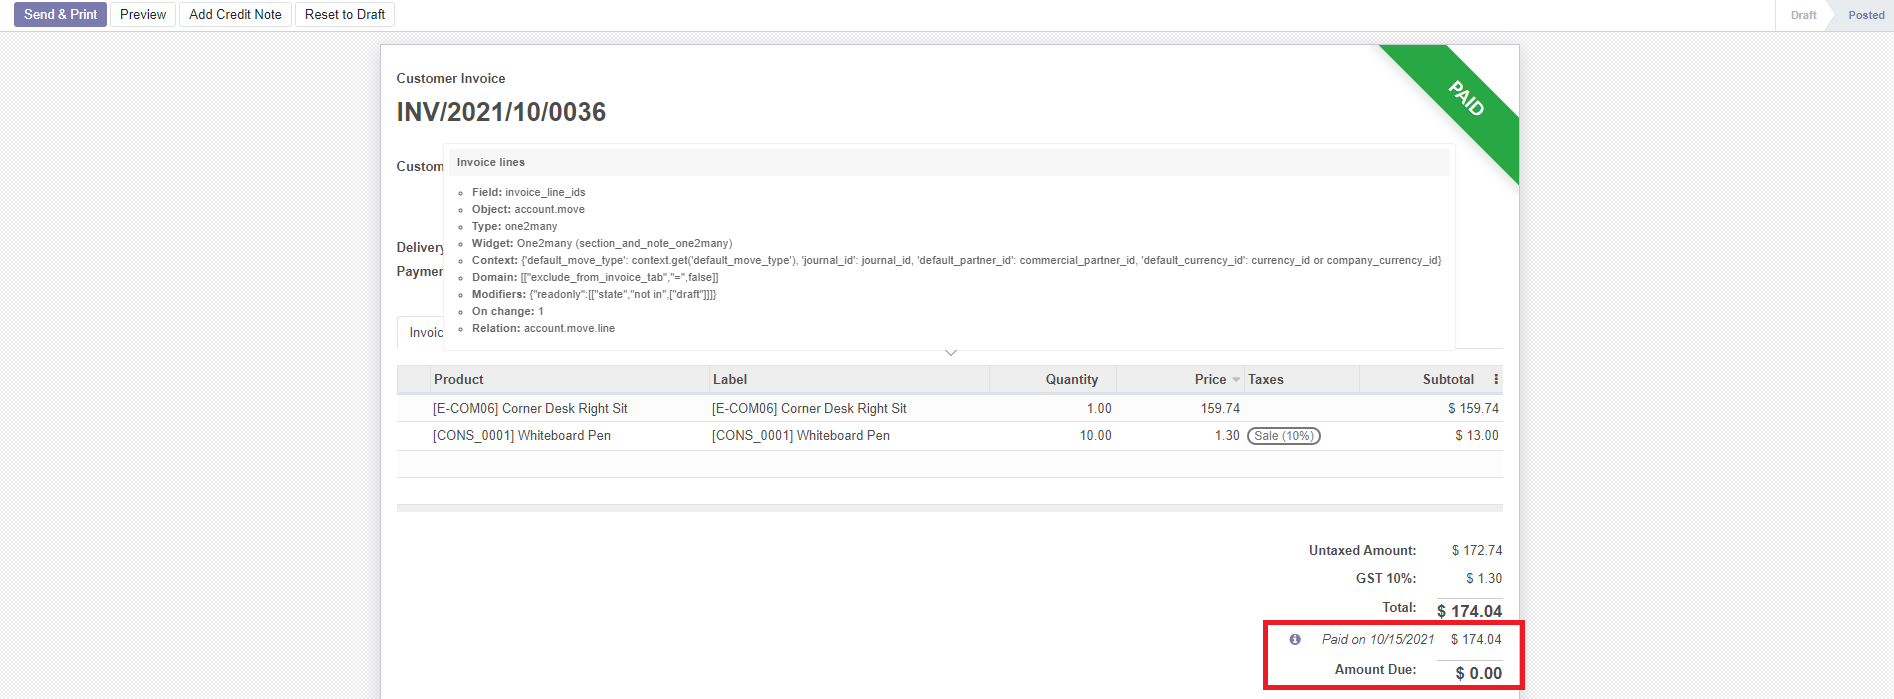 Send & Print Preview Add Credit Note Reset to Draft Draft Posted
Customer Invoice
PAID
INV/2021/10/0036
Custom
Invoice lines
Field: invoice_line_ids
Object: account.move
Type: one2many
Widget: One2many (section_and_note_one2many)
Delivery
Context: {'default_move_type': context.get('default_move_type'), 'journal_id': journal_id, 'default_partner_id': commercial_partner_id, 'default_currency_id': currency_id or company_currency_id}
Paymen
Domain: [["exclude_from_invoice_tab","=",false]]
Modifiers: {"readonly":[["state","not in",["draft"]]]}
On change: 1
Relation: account.move.line
Invoic
Product Label Quantity Price Taxes Subtotal
[E-COM06] Corner Desk Right Sit [E-COM06] Corner Desk Right Sit 1.00 159.74 $ 159.74
[CONS_0001] Whiteboard Pen [CONS_0001] Whiteboard Pen 10.00 1.30 Sale (10%) $ 13.00
Untaxed Amount: $ 172.74
GST 10%: $ 1.30
Total: $ 174.04
Paid on 10/15/2021 $ 174.04
Amount Due: $ 0.00